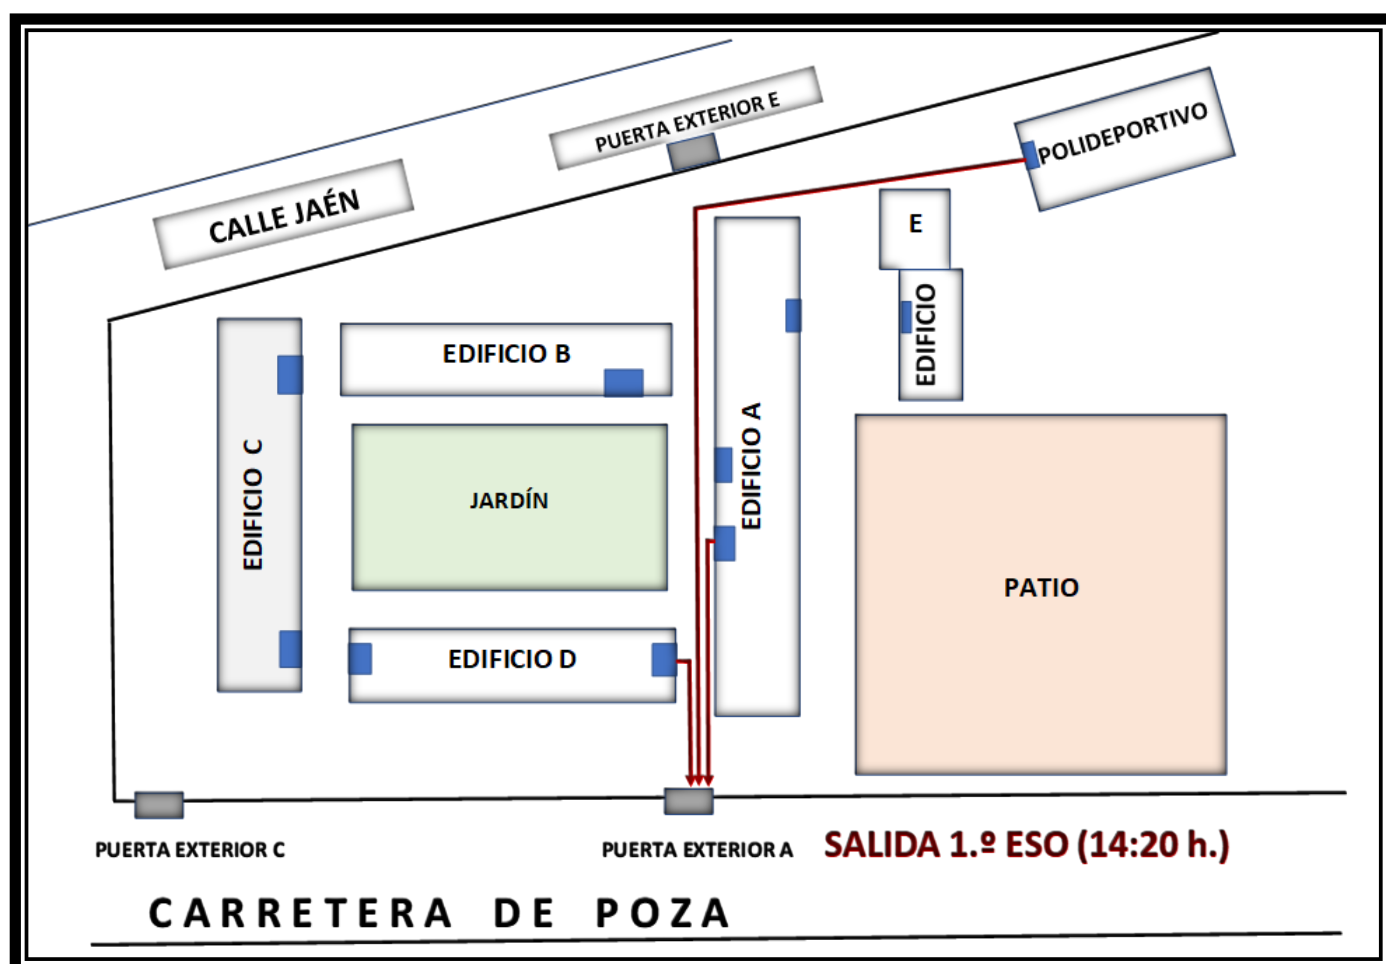 PUERTA EXTERIOR E
POLIDEPORTIVO
CALLE JAÉN
E
EDIFICIO
EDIFICIO B
EDIFICIO A
EDIFICIO C
JARDÍN
PATIO
EDIFICIO D
PUERTA EXTERIOR C
PUERTA EXTERIOR A
SALIDA 1.º ESO (14:20 h.)
CARRETERA DE POZA